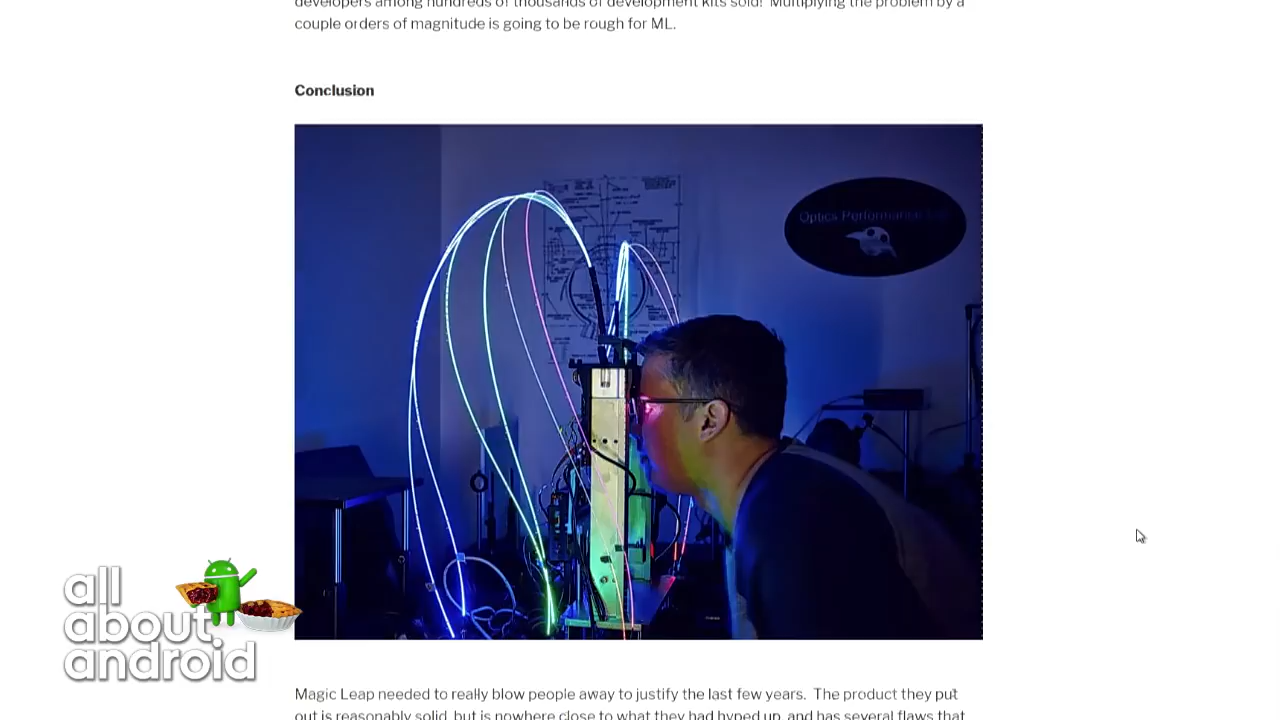 developers among hundreds of thousands of development kits sold! Multiplying the problem by a
couple orders of magnitude is going to be rough for ML.
Conclusion
Optics Performance
all
about
android
Magic Leap needed to really blow people away to justify the last few years. The product they put
out is reasonably solid, but is nowhere close to what they had hyped up, and has several flaws that